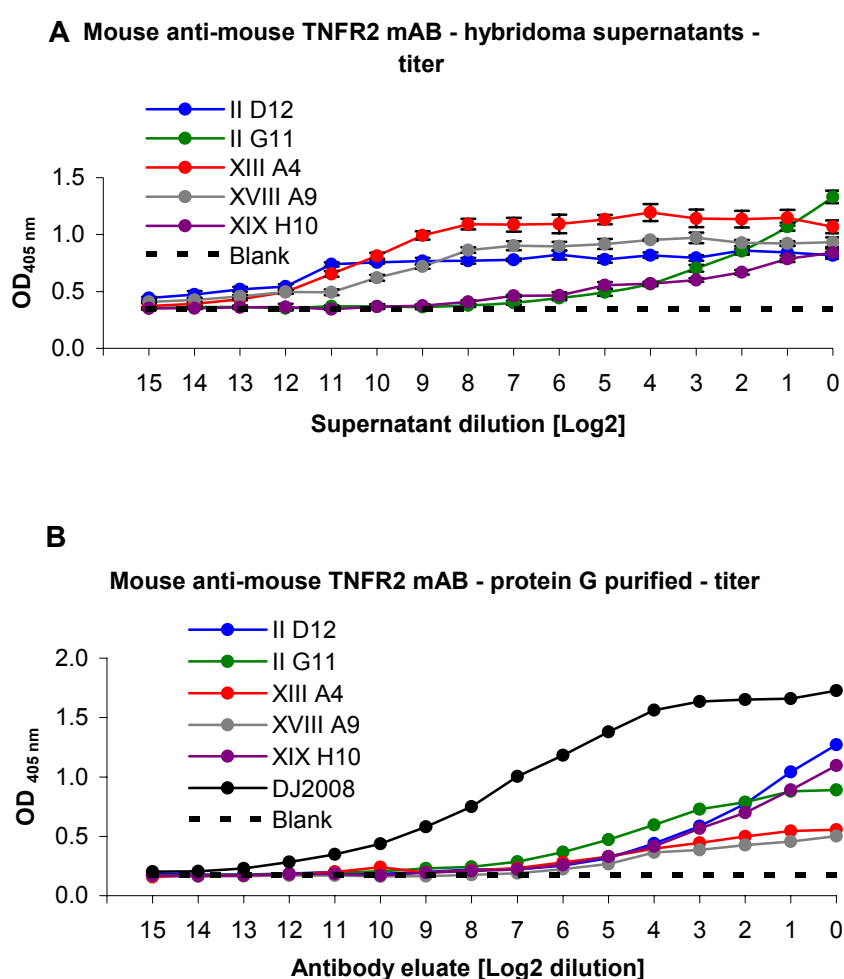 A Mouse anti-mouse TNFR2 mAB - hybridoma supernatants -
titer
II D12
II G11
XIII A4
XVIII A9
XIX H10
Blank
1.5
1.0
0.5
0.0
OD405 nm
15 14 13 12 11 10 9 8 7 6 5 4 3 2 1 0
Supernatant dilution [Log2]
B
Mouse anti-mouse TNFR2 mAB - protein G purified - titer
II D12
II G11
XIII A4
XVIII A9
XIX H10
DJ2008
Blank
2.0
1.5
1.0
0.5
0.0
OD 405 nm
15 14 13 12 11 10 9 8 7 6 5 4 3 2 1 0
Antibody eluate [Log2 dilution]